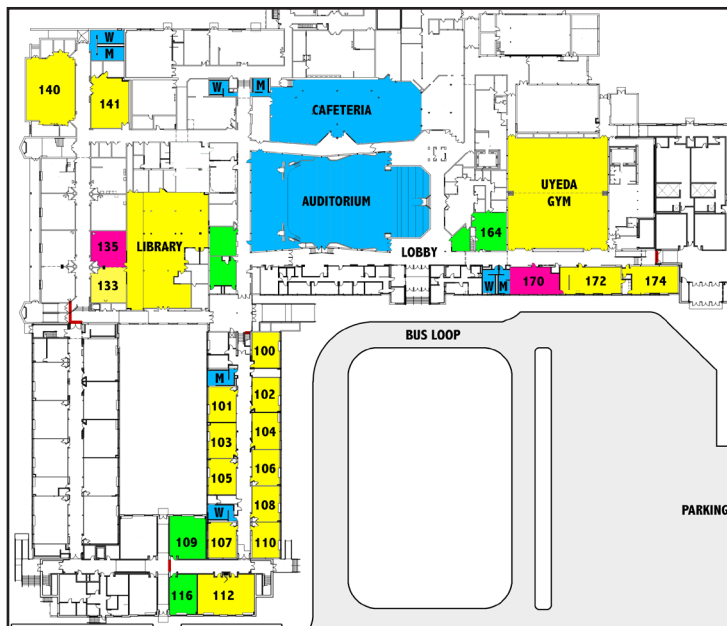 W
M
140
141
W
M
CAFETERIA
AUDITORIUM
UYEDA
GYM
135
LIBRARY
164
LOBBY
133
W
M
170
172
174
BUS LOOP
100
M
101
102
103
104
105
106
108
W
109
107
110
116
112
PARKING